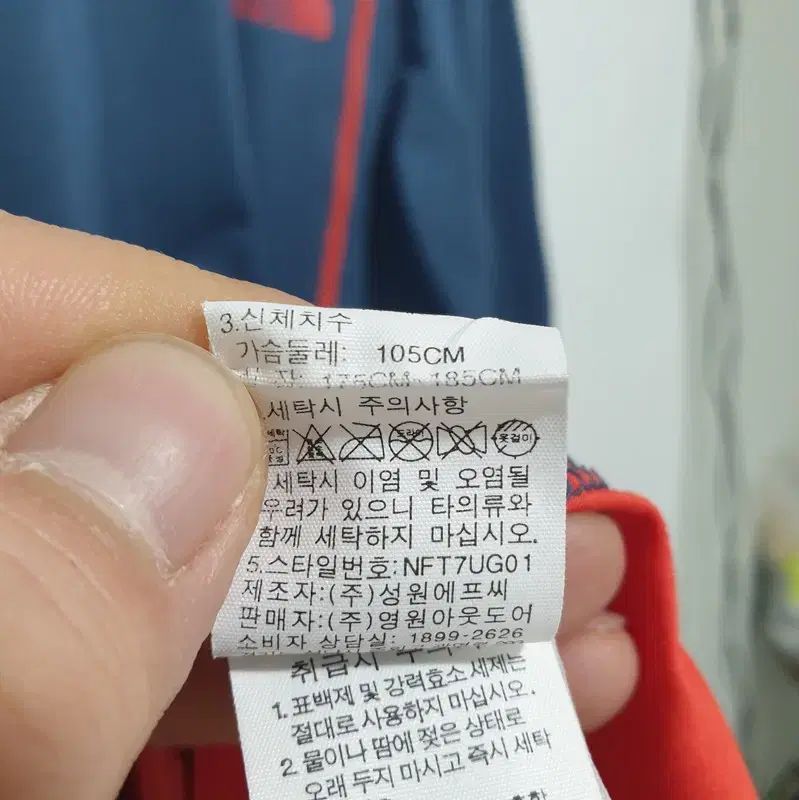 3.신체치수
가슴둘레: 105CM
175CM-185CM
.세탁시 주의사항
드라이
옷걸이
세탁시 이염 및 오염될
우려가 있으니 타의류와
함께 세탁하지 마십시오.
5.스타일번호:NFT7UG01
제조자:(주)성원에프씨
판매자:(주)영원아웃도어
소비자 상담실: 1899-2626
취급시
1. 표백제 및 강력효소 세제는
절대로 사용하지 마십시오.
2 물이나 땀에 젖은 상태로
오래 두지 마시고 즉시 세탁